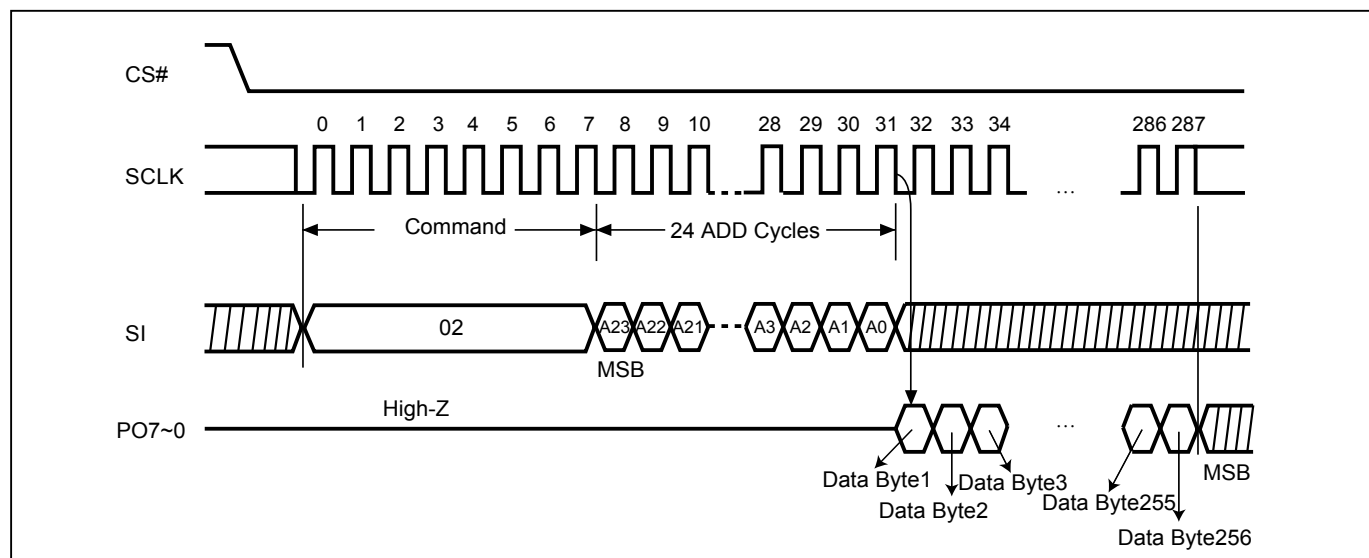 CS#
0 1 2 3 4 5 6 7 8 9 10 28 29 30 31 32 33 34 286 287
SCLK
...
Command
24 ADD Cycles
SI
02
A23 A22 A21 A3 A2 A1 A0
MSB
High-Z
PO7~0
...
Data Byte1
Data Byte2
Data Byte3
Data Byte255
MSB
Data Byte256